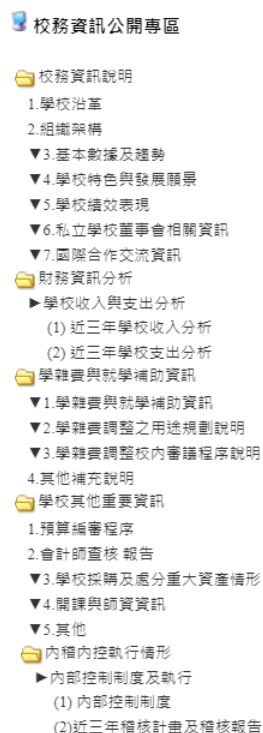 校務資訊公開專區
校務資訊說明
1.學校沿革
2.組織架構
▼3.基本數據及趨勢
▼4.學校特色與發展願景
▼5.學校績效表現
▼6.私立學校董事會相關資訊
▼7.國際合作交流資訊
財務資訊分析
►學校收入與支出分析
(1) 近三年學校收入分析
(2) 近三年學校支出分析
學雜費與就學補助資訊
▼1.學雜費與就學補助資訊
▼2.學雜費調整之用途規劃說明
▼3.學雜費調整校內審議程序說明
4.其他補充說明
學校其他重要資訊
1.預算編審程序
2.會計師查核 報告
▼3.學校採購及處分重大資產情形
▼4.開課與師資資訊
▼5.其他
內稽內控執行情形
►內部控制制度及執行
(1) 內部控制制度
(2)近三年稽核計畫及稽核報告